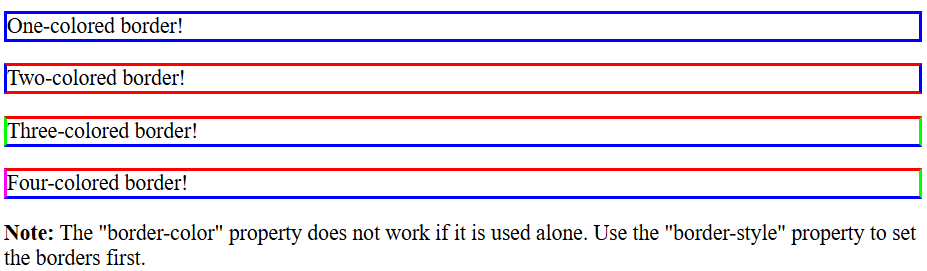 One-colored border!
Two-colored border!
Three-colored border!
Four-colored border!
Note: The "border-color" property does not work if it is used alone. Use the "border-style" property to set
the borders first.